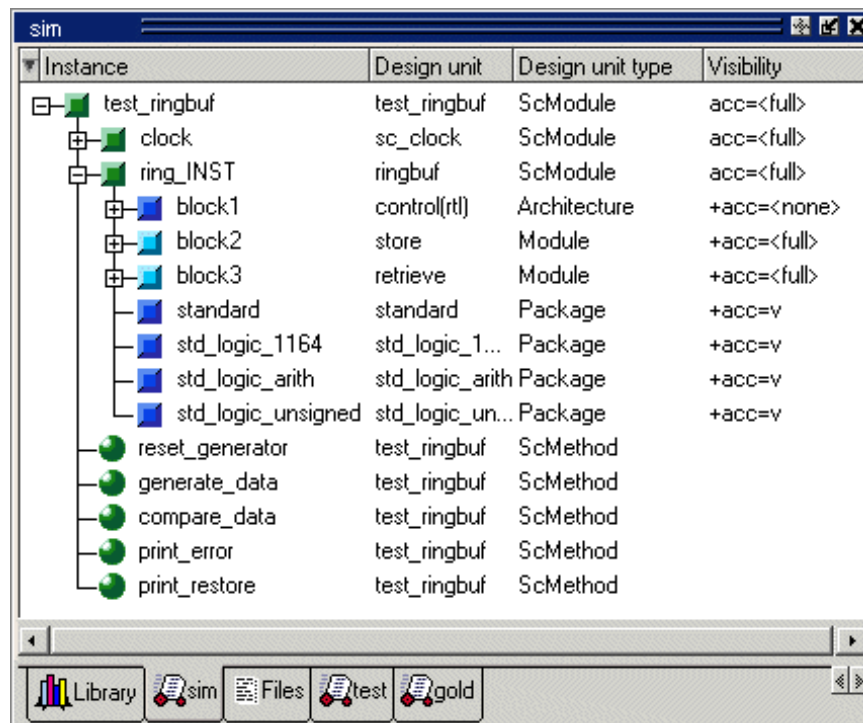 sim
Instance Design unit Design unit type Visibility
test_ringbuf test_ringbuf ScModule acc=<full>
clock sc_clock ScModule acc=<full>
ring_INST ringbuf ScModule acc=<full>
block1 control(rtl) Architecture +acc=<none>
block2 store Module +acc=<full>
block3 retrieve Module +acc=<full>
standard standard Package +acc=v
std_logic_1164 std_logic_1... Package +acc=v
std_logic_arith std_logic_arith Package +acc=v
std_logic_unsigned std_logic_un... Package +acc=v
reset_generator test_ringbuf ScMethod
generate_data test_ringbuf ScMethod
compare_data test_ringbuf ScMethod
print_error test_ringbuf ScMethod
print_restore test_ringbuf ScMethod
Library sim Files test gold